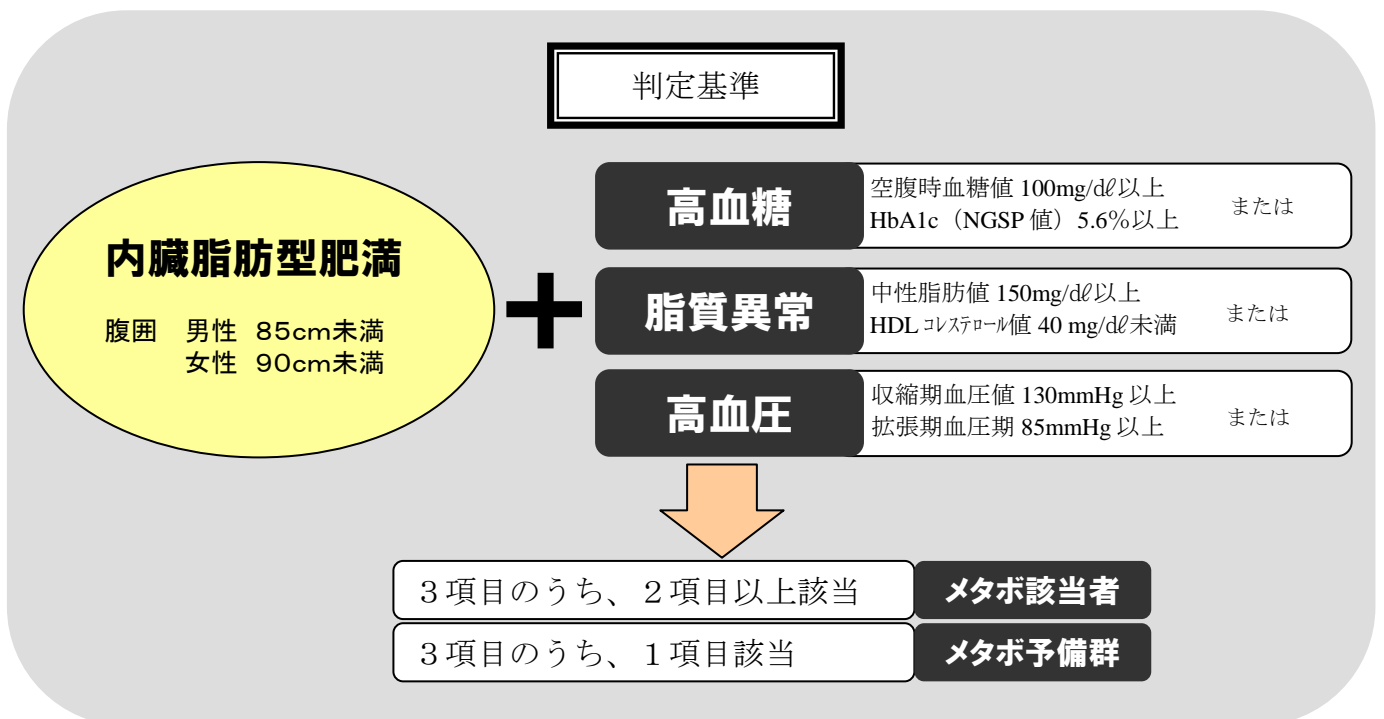 判定基準
内臓脂肪型肥満
腹囲 男性 85cm未満
女性 90cm未満
+
高血糖
空腹時血糖値 100mg/dℓ以上
HbA1c（NGSP 値）5.6%以上
または
脂質異常
中性脂肪値 150mg/dℓ以上
HDL ｺﾚｽﾃﾛｰﾙ値 40 mg/dℓ未満
または
高血圧
収縮期血圧値 130mmHg 以上
拡張期血圧期 85mmHg 以上
または
３項目のうち、２項目以上該当 メタボ該当者
３項目のうち、１項目該当 メタボ予備群